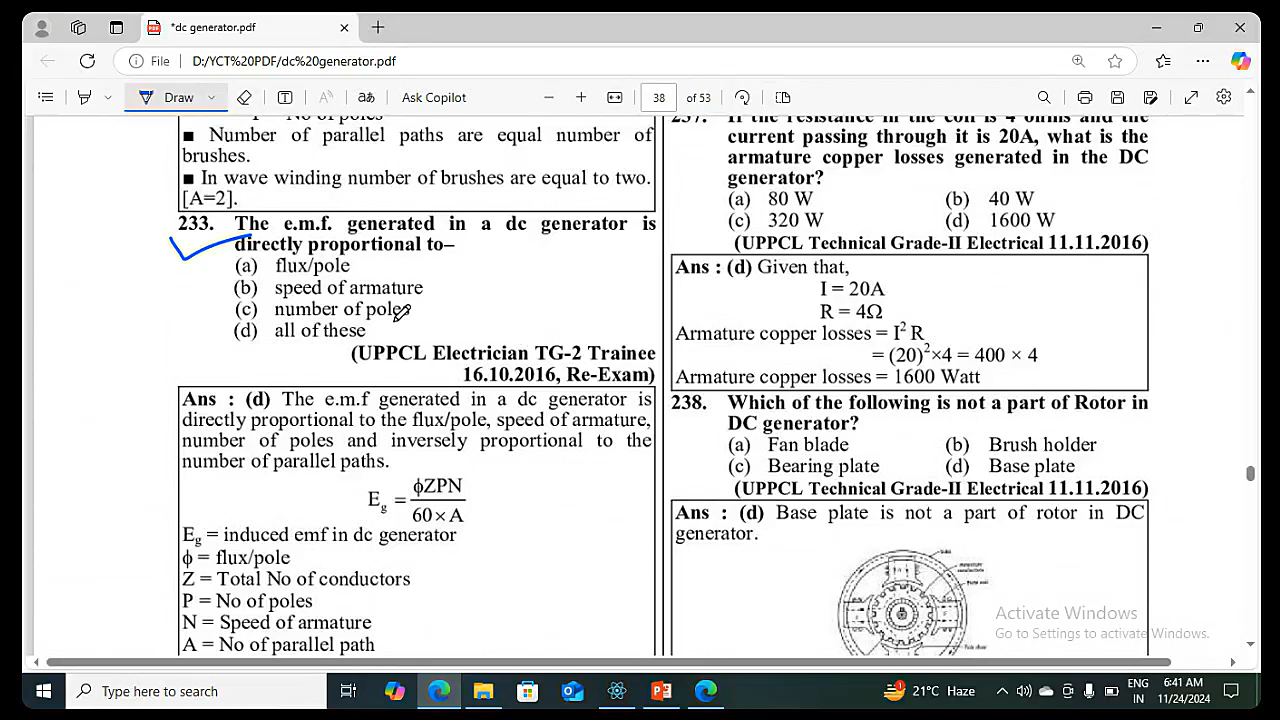 *dc generator.pdf
File
D:/YCT%20PDF/dc%20generator.pdf
Draw
Ask Copilot
38 of 53
■ Number of parallel paths are equal number of
brushes.
■ In wave winding number of brushes are equal to two.
[A=2].
233. The e.m.f. generated in a dc generator is
directly proportional to–
(a) flux/pole
(b) speed of armature
(c) number of poles
(d) all of these
(UPPCL Electrician TG-2 Trainee
16.10.2016, Re-Exam)
Ans : (d) The e.m.f generated in a dc generator is
directly proportional to the flux/pole, speed of armature,
number of poles and inversely proportional to the
number of parallel paths.
Eg = ϕZPN / 60 × A
Eg = induced emf in dc generator
ϕ = flux/pole
Z = Total No of conductors
P = No of poles
N = Speed of armature
A = No of parallel path
237. If the resistance in the coil is 4 ohms and the
current passing through it is 20A, what is the
armature copper losses generated in the DC
generator?
(a) 80 W (b) 40 W
(c) 320 W (d) 1600 W
(UPPCL Technical Grade-II Electrical 11.11.2016)
Ans : (d) Given that,
I = 20A
R = 4Ω
Armature copper losses = I² R
= (20)²×4 = 400 × 4
Armature copper losses = 1600 Watt
238. Which of the following is not a part of Rotor in
DC generator?
(a) Fan blade (b) Brush holder
(c) Bearing plate (d) Base plate
(UPPCL Technical Grade-II Electrical 11.11.2016)
Ans : (d) Base plate is not a part of rotor in DC
generator.
Activate Windows
Go to Settings to activate Windows.
Type here to search
21°C Haze
ENG
IN
6:41 AM
11/24/2024